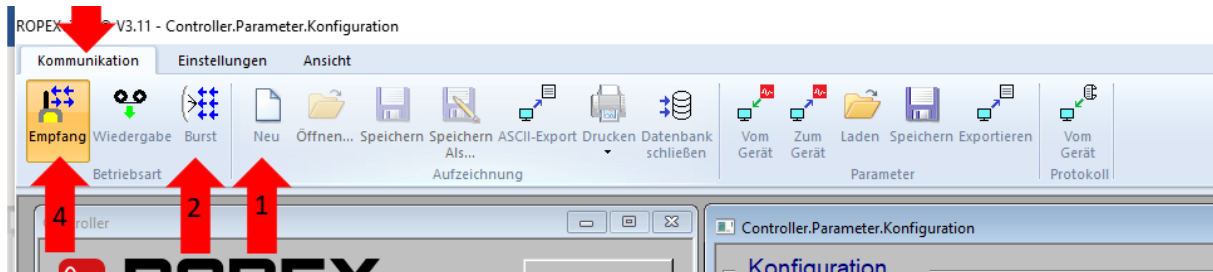 ROPEX V3.11 - Controller.Parameter.Konfiguration
Kommunikation Einstellungen Ansicht
Empfang Wiedergabe Burst Neu Öffnen... Speichern Speichern Als... ASCII-Export Drucken Datenbank schließen Vom Gerät Zum Gerät Laden Speichern Exportieren Vom Gerät
Betriebsart Aufzeichnung Parameter Protokoll
4 2 1
Controller.Parameter.Konfiguration
ROPEX
Konfiguration